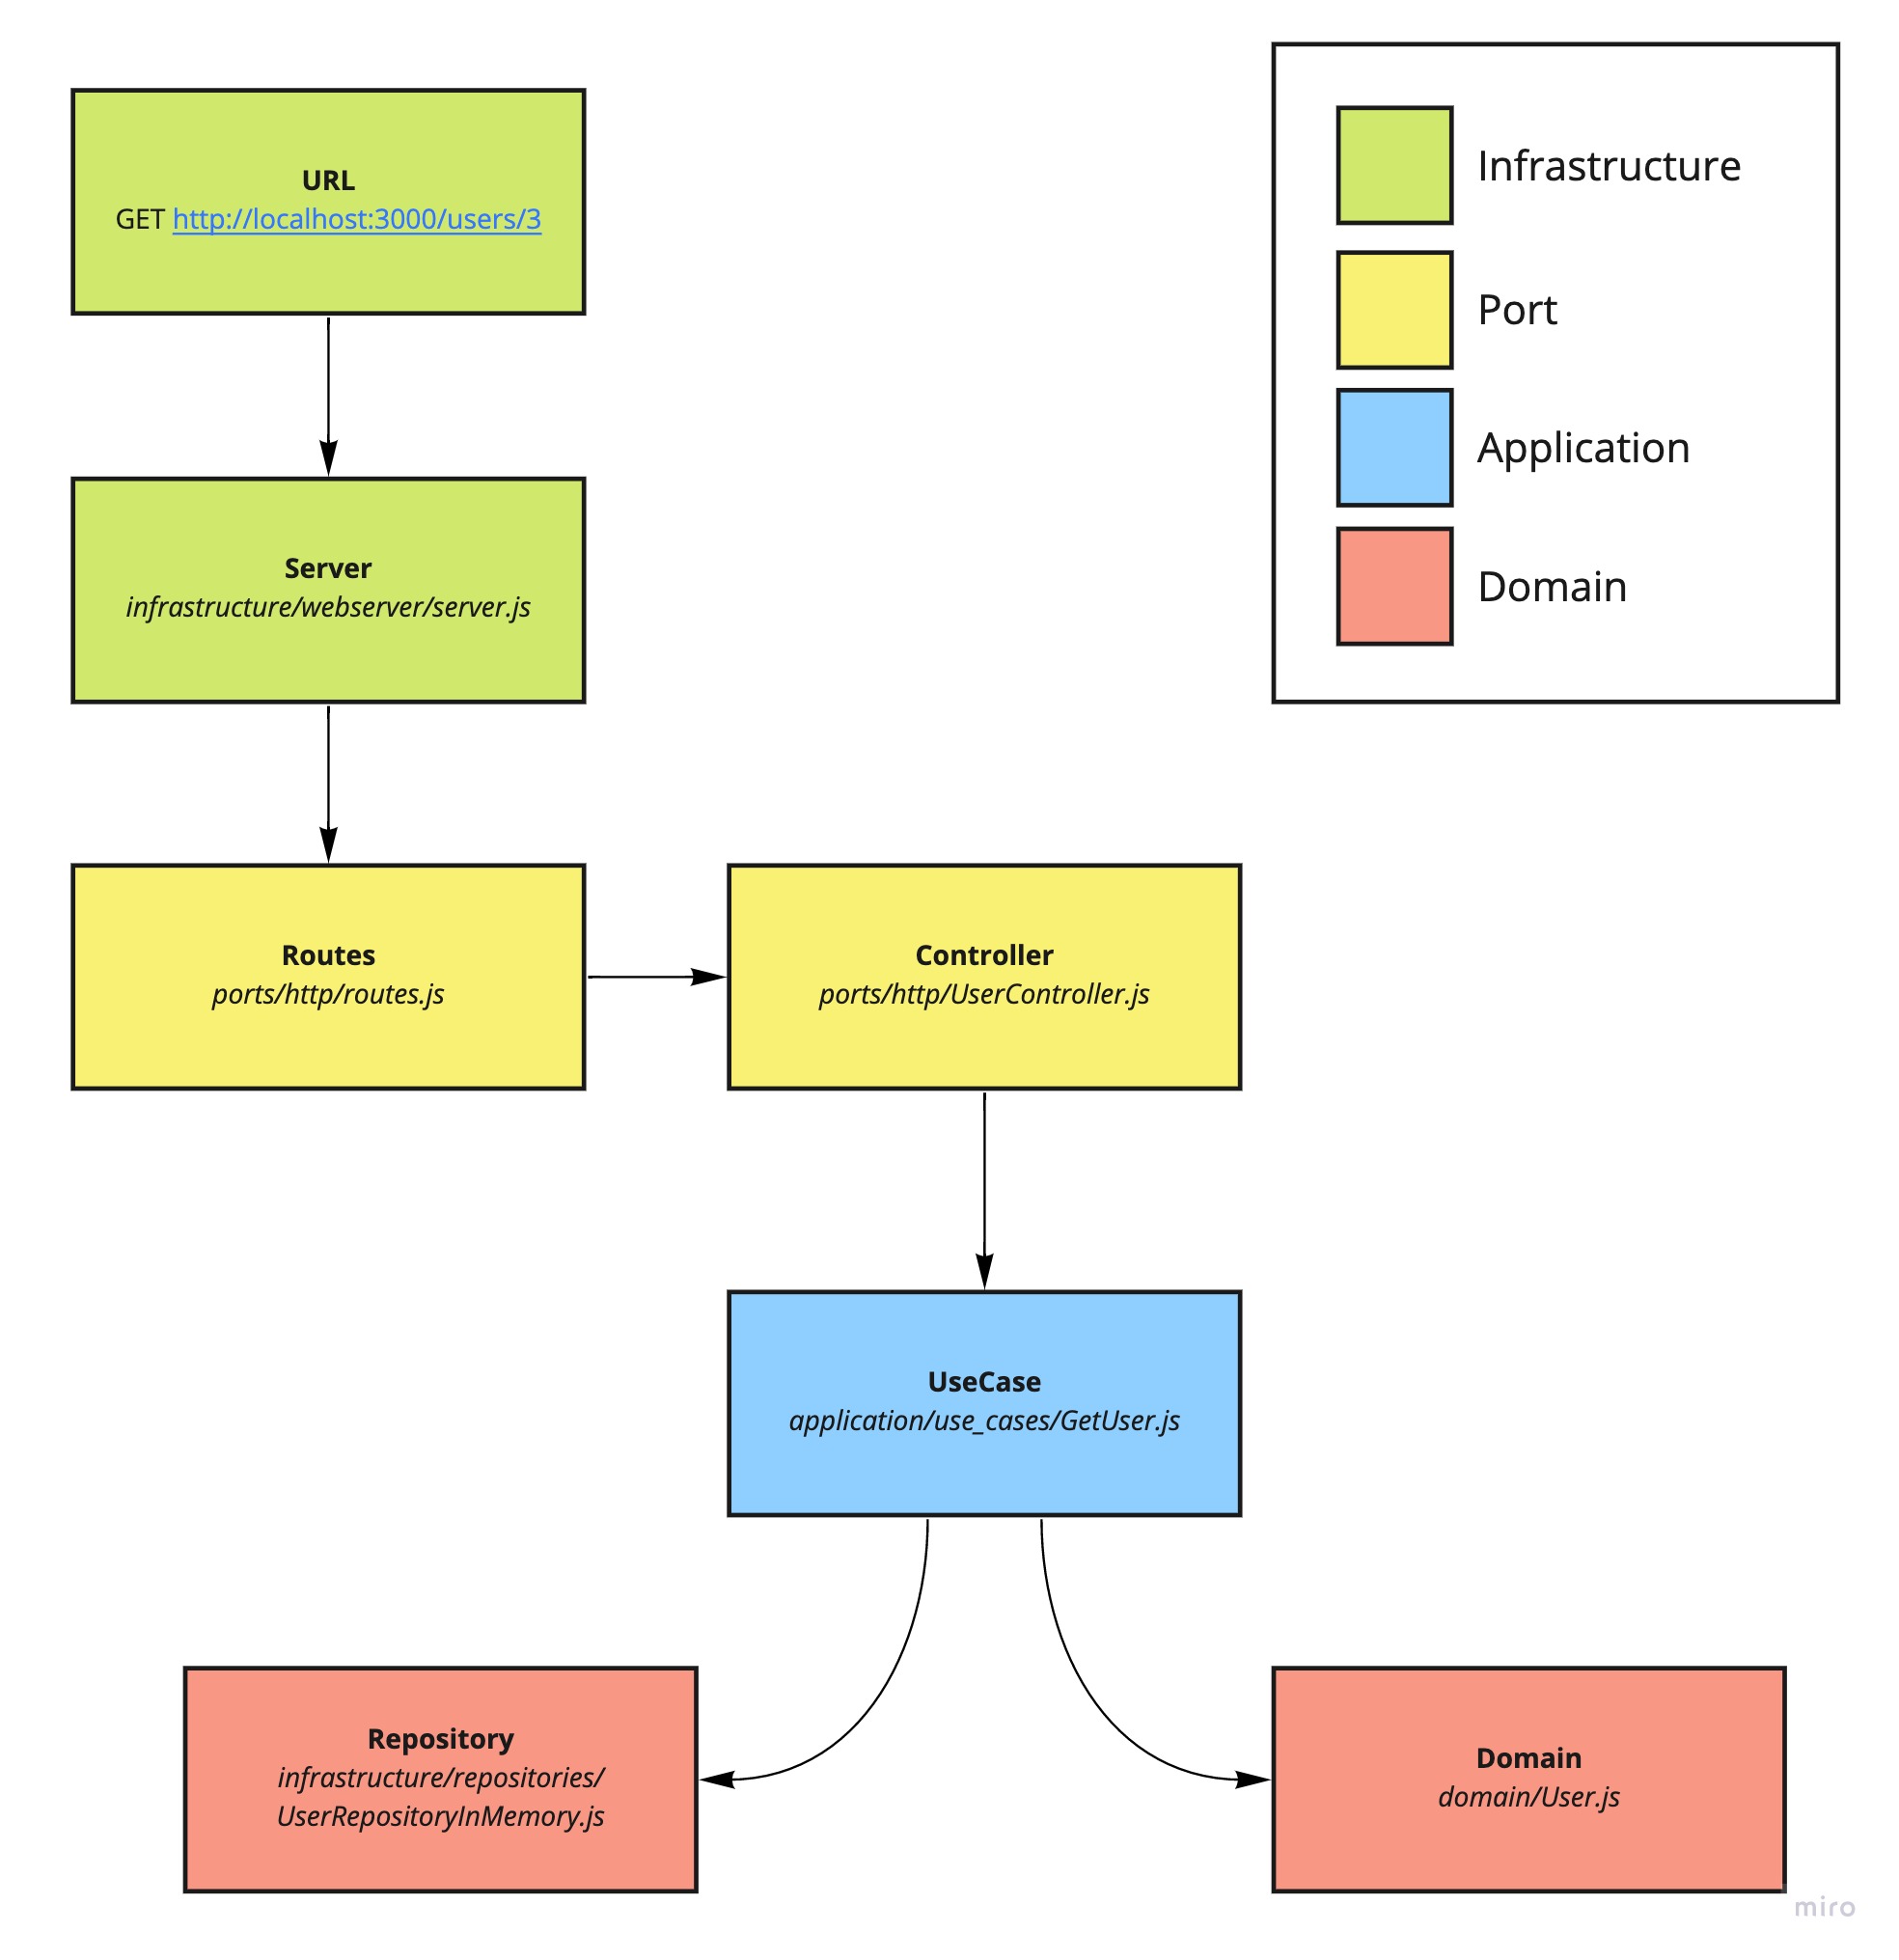 URL
GET http://localhost:3000/users/3
Server
infrastructure/webserver/server.js
Routes
ports/http/routes.js
Controller
ports/http/UserController.js
UseCase
application/use_cases/GetUser.js
Repository
infrastructure/repositories/
UserRepositoryInMemory.js
Domain
domain/User.js
Infrastructure
Port
Application
Domain
miro